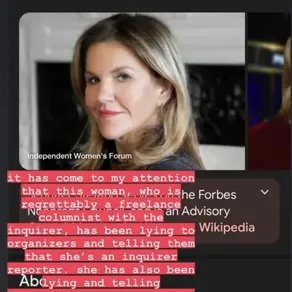 Independent Women's Forum
it has come to my attention
that this woman, who is
he Forbes
regrettably a freelance
No
an Advisory
columnist with the
inquirer, has been lying to
Wikipedia
organizers and telling them
that she's an inquirer
reporter. she has also been
Abo
lying and telling